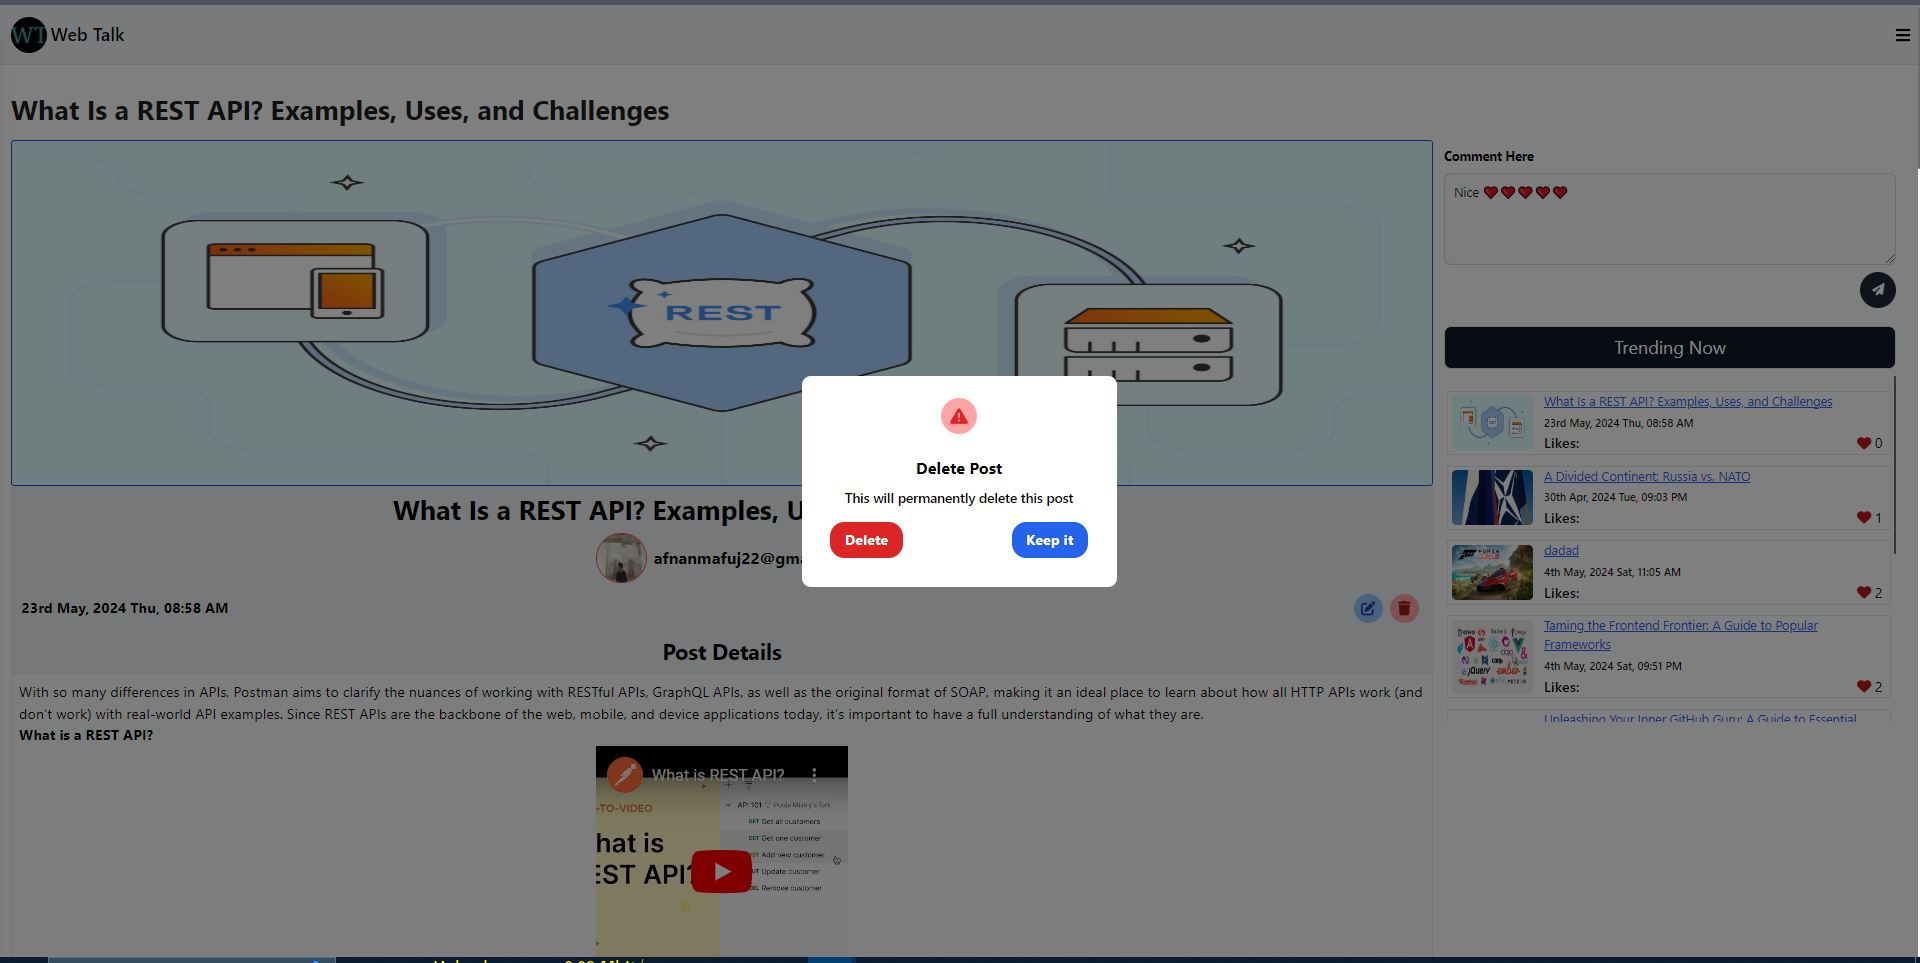 WT Web Talk
What Is a REST API? Examples, Uses, and Challenges
REST
What Is a REST API? Examples, U
afnanmafuj22@gma
23rd May, 2024 Thu, 08:58 AM
Post Details
With so many differences in APIs, Postman aims to clarify the nuances of working with RESTful APIs, GraphQL APIs, as well as the original format of SOAP, making it an ideal place to learn about how all HTTP APIs work (and
don't work) with real-world API examples. Since REST APIs are the backbone of the web, mobile, and device applications today, it's important to have a full understanding of what they are.
What is a REST API?
What is REST API?
-TO-VIDEO
hat is
EST API?
API 101 Pooja Mistry's fork
GET Get all customers
GET Get one customer
Add new customer
Update customer
DEL Remove customer
Delete Post
This will permanently delete this post
Delete
Keep it
Comment Here
Nice ❤❤❤❤❤
Trending Now
What Is a REST API? Examples, Uses, and Challenges
23rd May, 2024 Thu, 08:58 AM
Likes: 0
A Divided Continent: Russia vs. NATO
30th Apr, 2024 Tue, 09:03 PM
Likes: 1
FORZA
dadad
4th May, 2024 Sat, 11:05 AM
Likes: 2
jQuery
ember
Taming the Frontend Frontier: A Guide to Popular
Frameworks
4th May, 2024 Sat, 09:51 PM
Likes: 2
Unleashing Your Inner GitHub Guru: A Guide to Essential